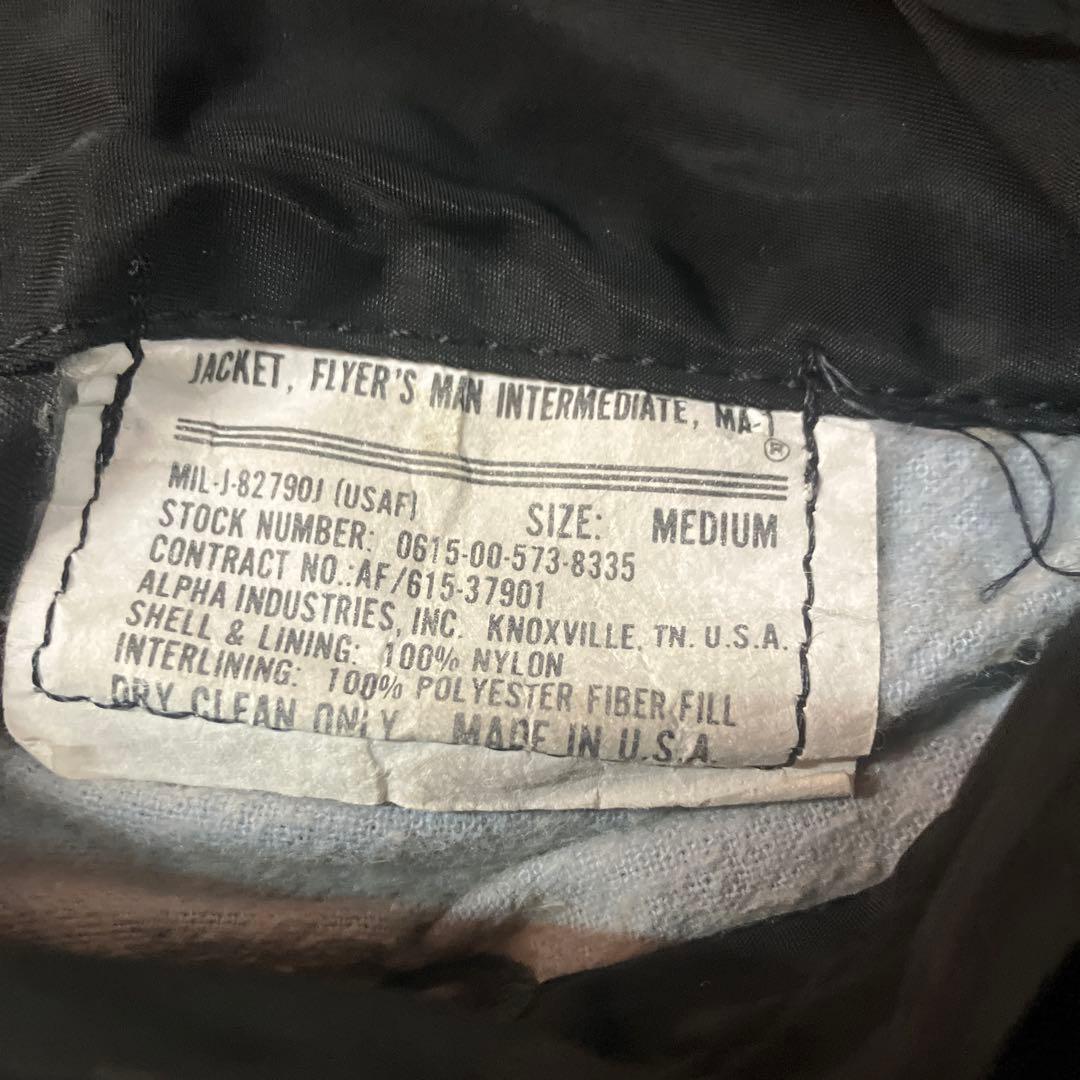 JACKET, FLYER'S MAN INTERMEDIATE, MA-1
®
MIL-J-82790J (USAF) SIZE: MEDIUM
STOCK NUMBER: 0615-00-573-8335
CONTRACT NO.:AF/615-37901
ALPHA INDUSTRIES, INC. KNOXVILLE, TN. U.S.A.
SHELL & LINING: 100% NYLON
INTERLINING: 100% POLYESTER FIBER FILL
DRY CLEAN ONLY MADE IN U.S.A.